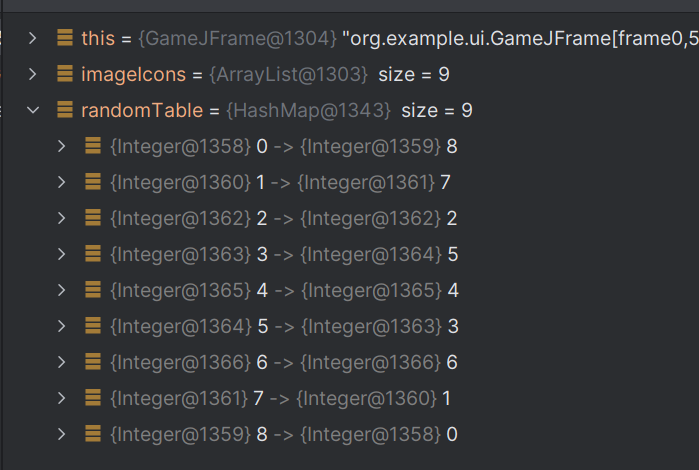 this = {GameJFrame@1304} "org.example.ui.GameJFrame[frame0,5
imageIcons = {ArrayList@1303} size = 9
randomTable = {HashMap@1343} size = 9
{Integer@1358} 0 -> {Integer@1359} 8
{Integer@1360} 1 -> {Integer@1361} 7
{Integer@1362} 2 -> {Integer@1362} 2
{Integer@1363} 3 -> {Integer@1364} 5
{Integer@1365} 4 -> {Integer@1365} 4
{Integer@1364} 5 -> {Integer@1363} 3
{Integer@1366} 6 -> {Integer@1366} 6
{Integer@1361} 7 -> {Integer@1360} 1
{Integer@1359} 8 -> {Integer@1358} 0